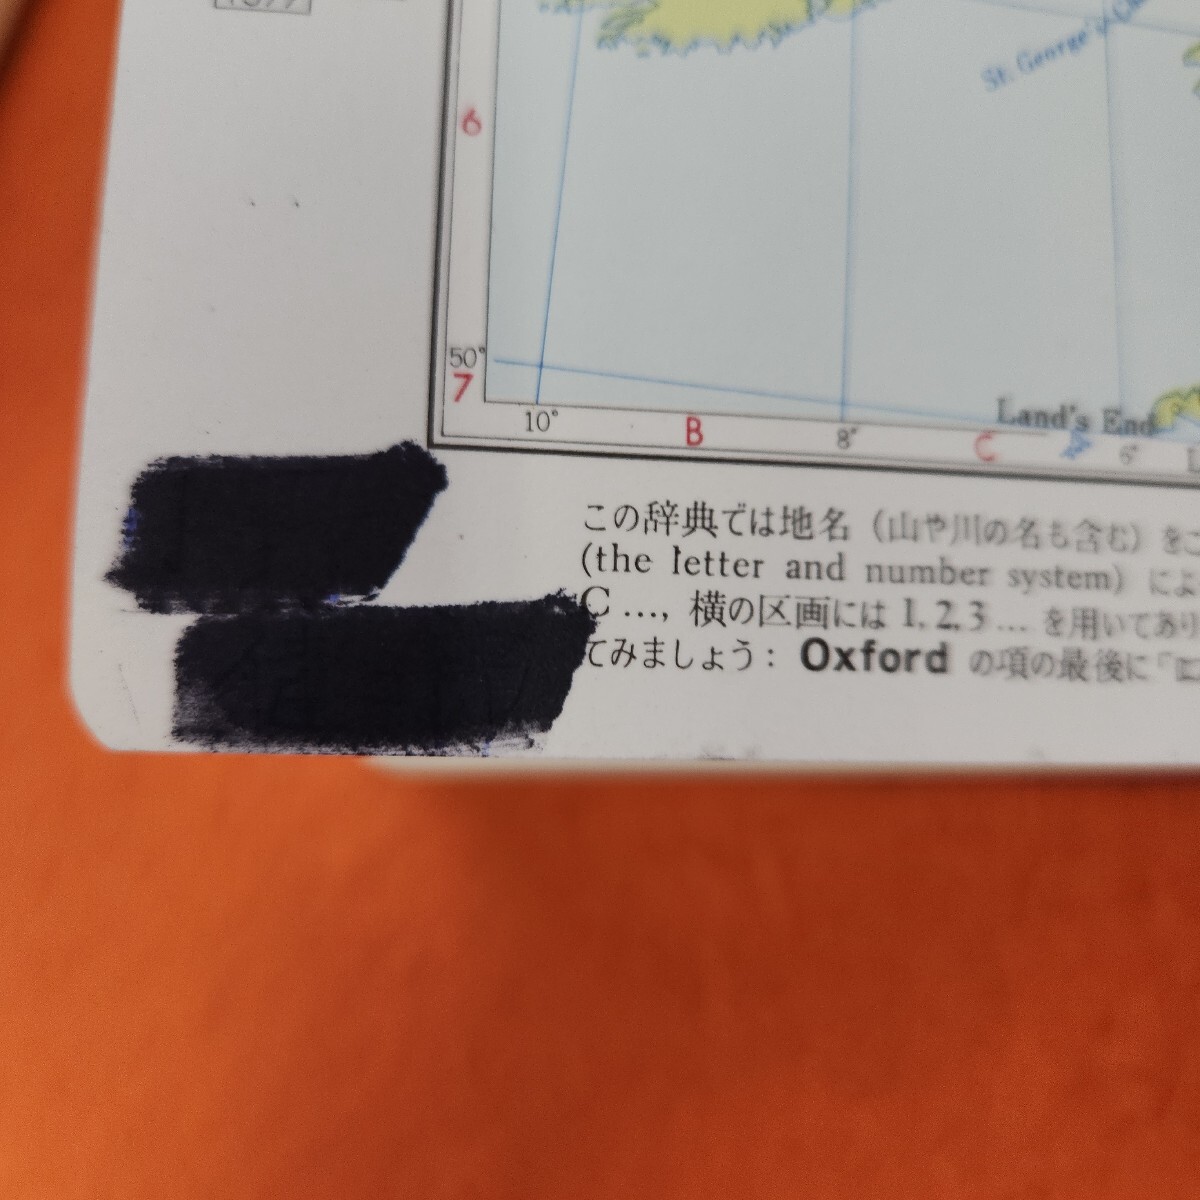 St. George's
6
50°
7
10°
B
8°
C
6°
Land's End
この辞典では地名（山や川の名も含む）をこ
(the letter and number system) によ
C …, 横の区画には 1, 2, 3 … を用いてあり
てみましょう： Oxford の項の最後に「